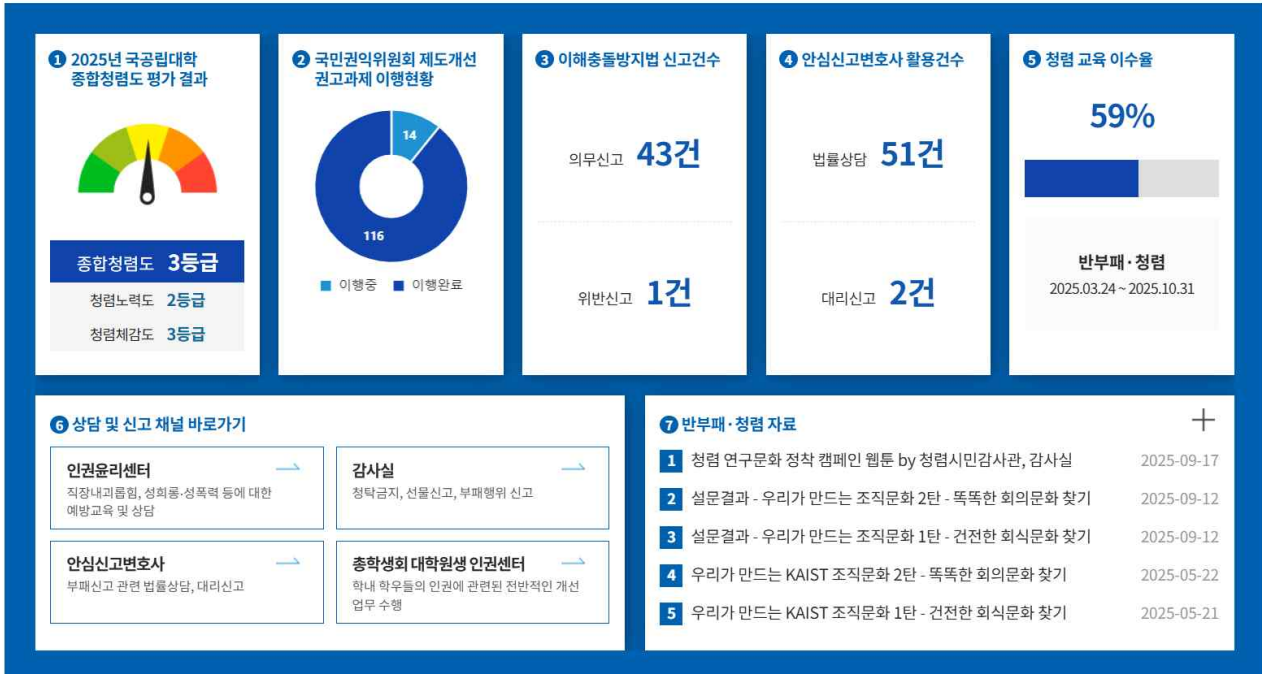 1 2025년 국공립대학
종합청렴도 평가 결과
종합청렴도 3등급
청렴노력도 2등급
청렴체감도 3등급
2 국민권익위원회 제도개선
권고과제 이행현황
14
116
이행중 이행완료
3 이해충돌방지법 신고건수
의무신고 43건
위반신고 1건
4 안심신고변호사 활용건수
법률상담 51건
대리신고 2건
5 청렴 교육 이수율
59%
반부패·청렴
2025.03.24 ~ 2025.10.31
6 상담 및 신고 채널 바로가기
인권윤리센터
직장내괴롭힘, 성희롱·성폭력 등에 대한
예방교육 및 상담
감사실
청탁금지, 선물신고, 부패행위 신고
안심신고변호사
부패신고 관련 법률상담, 대리신고
총학생회 대학원생 인권센터
학내 학우들의 인권에 관련된 전반적인 개선
업무 수행
7 반부패·청렴 자료
1 청렴 연구문화 정착 캠페인 웹툰 by 청렴시민감사관, 감사실 2025-09-17
2 설문결과 - 우리가 만드는 조직문화 2탄 - 똑똑한 회의문화 찾기 2025-09-12
3 설문결과 - 우리가 만드는 조직문화 1탄 - 건전한 회식문화 찾기 2025-09-12
4 우리가 만드는 KAIST 조직문화 2탄 - 똑똑한 회의문화 찾기 2025-05-22
5 우리가 만드는 KAIST 조직문화 1탄 - 건전한 회식문화 찾기 2025-05-21